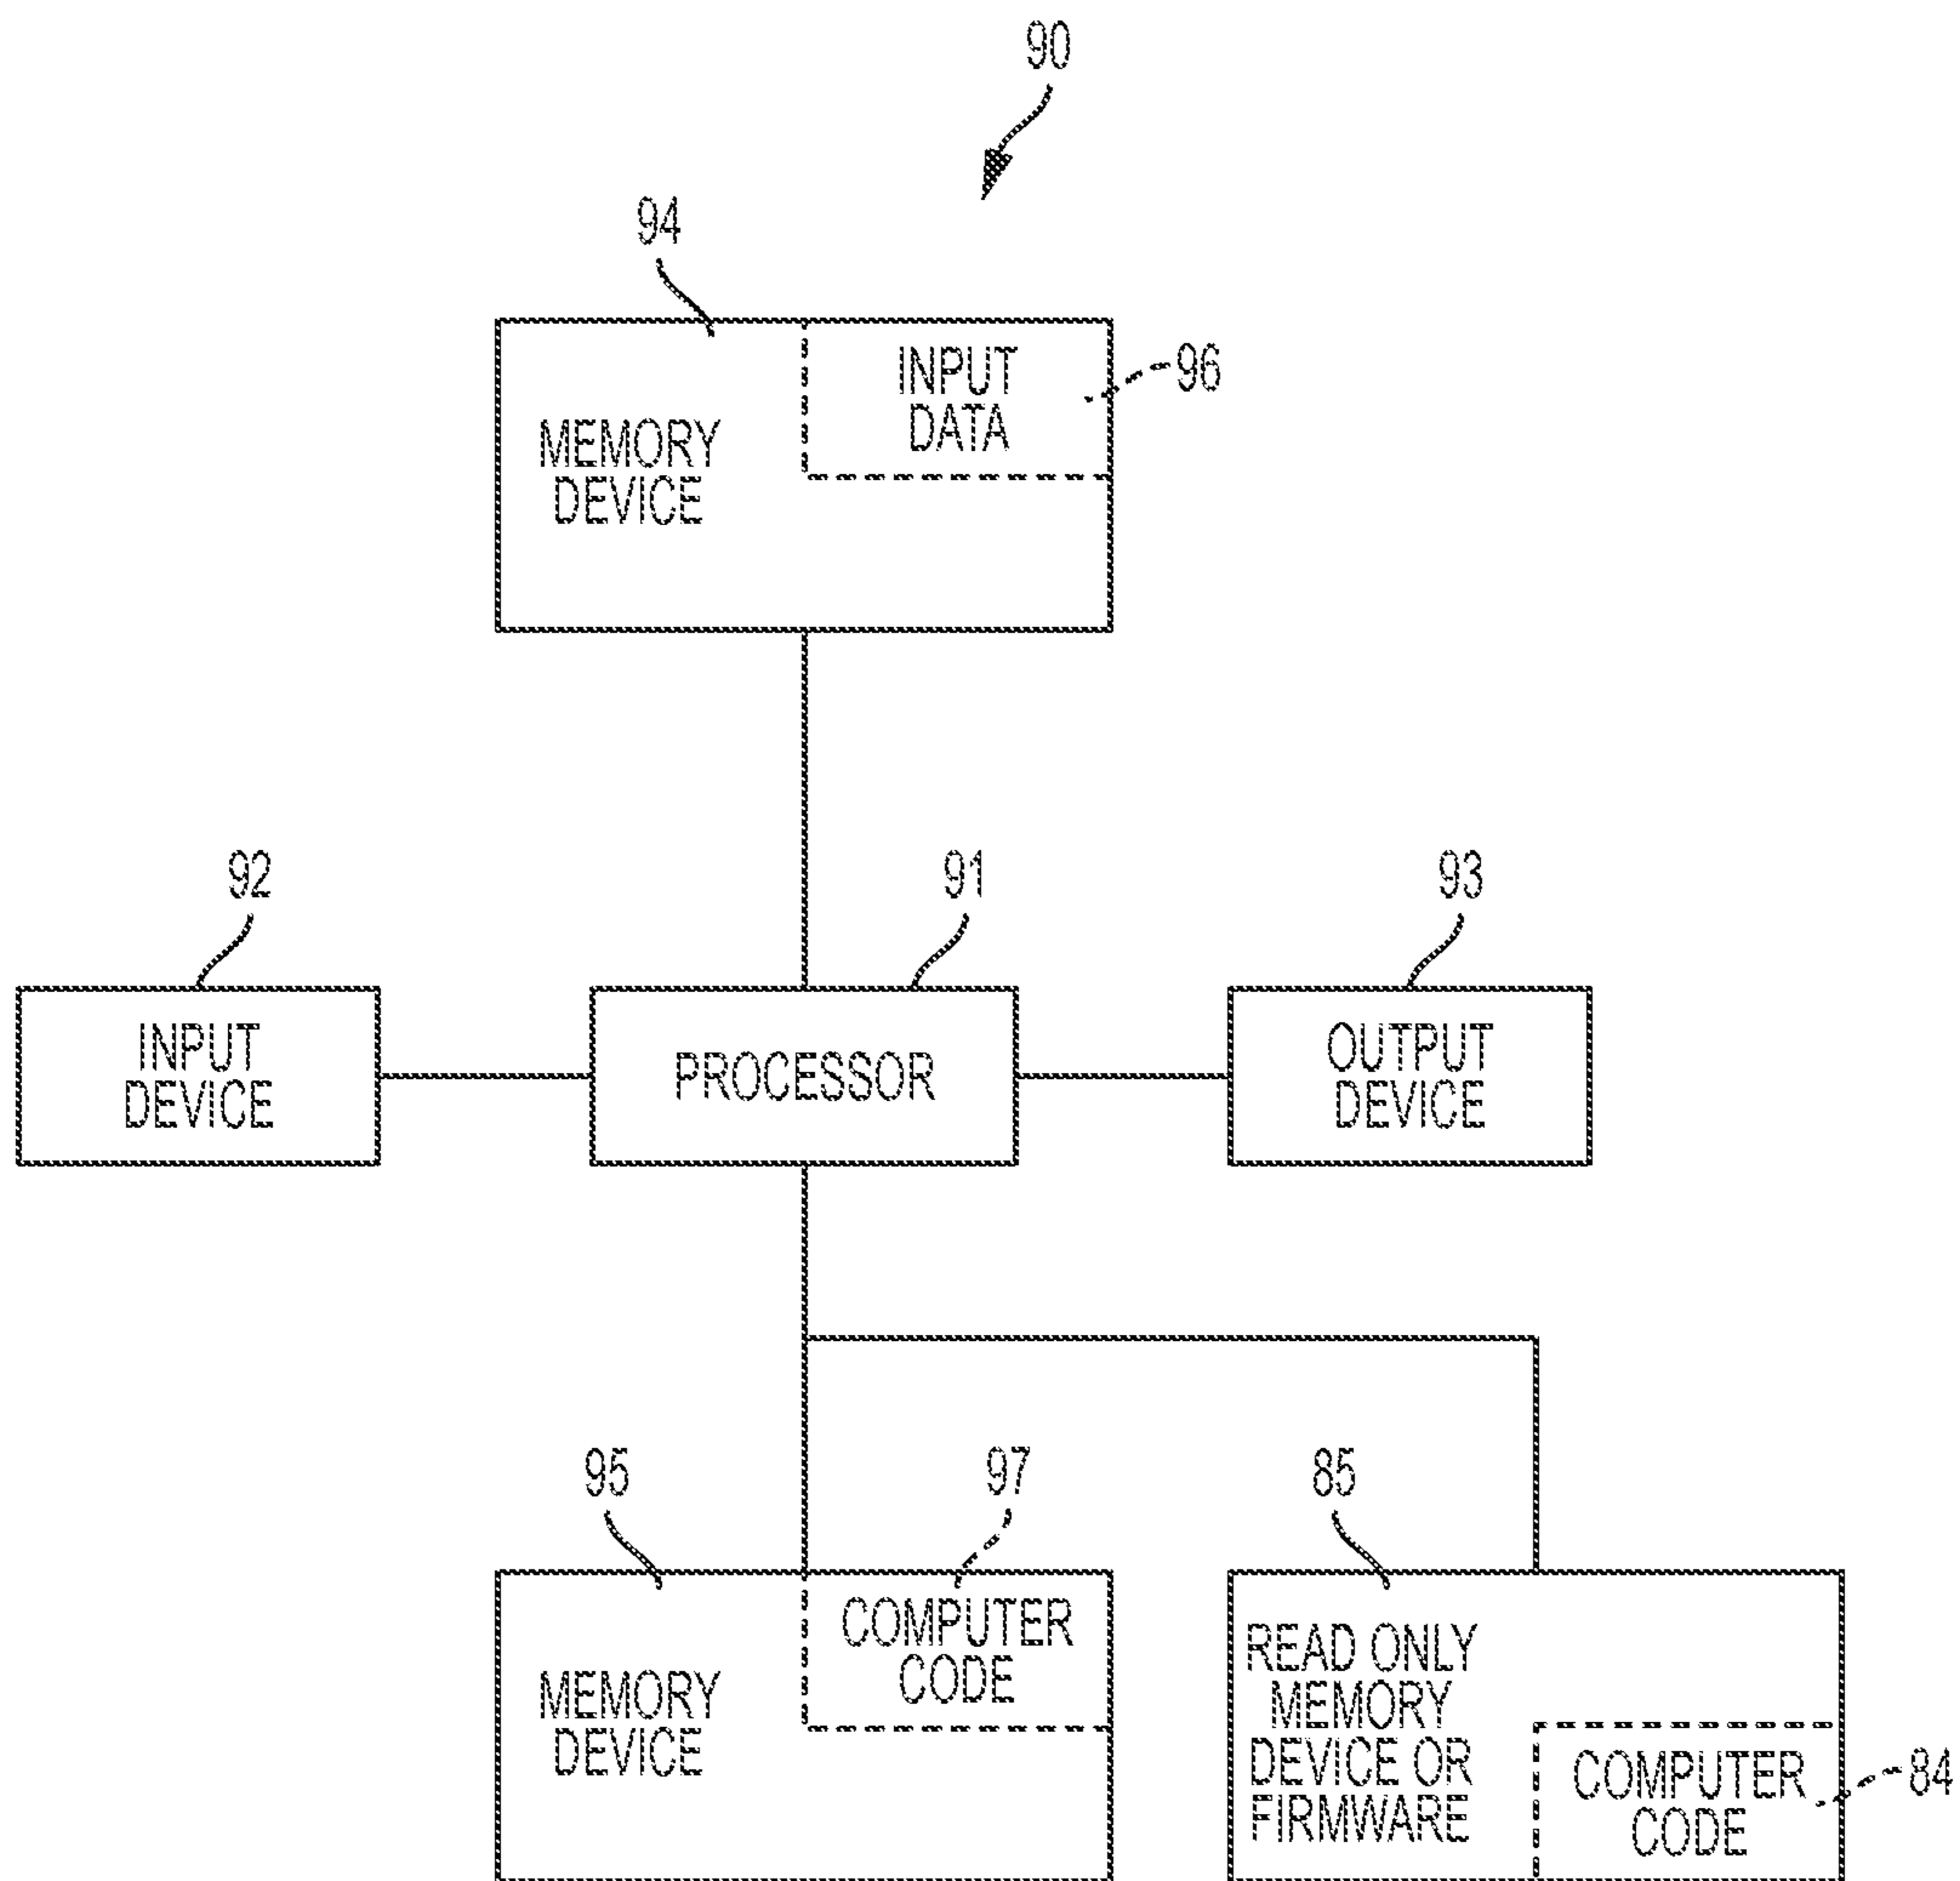 90
94
INPUT
DATA
96
MEMORY
DEVICE
92
91
93
INPUT
DEVICE
PROCESSOR
OUTPUT
DEVICE
95
97
85
COMPUTER
CODE
MEMORY
DEVICE
READ ONLY
MEMORY
DEVICE OR
FIRMWARE
COMPUTER
CODE
84